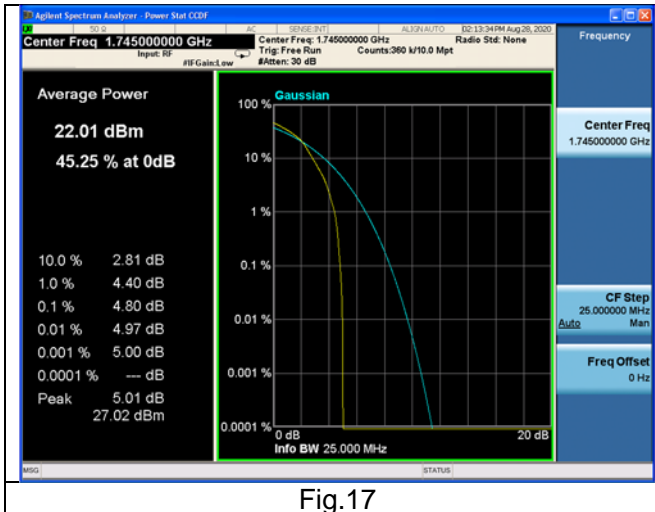 Agilent Spectrum Analyzer - Power Stat CCDF
50 Ω AC SENSE:INT ALIGNAUTO 02:13:34 PM Aug 28, 2020
Center Freq 1.745000000 GHz
Input: RF
#IFGain:Low
Center Freq: 1.745000000 GHz
Radio Std: None
Trig: Free Run
Counts:360 k/10.0 Mpt
#Atten: 30 dB
Average Power
22.01 dBm
45.25 % at 0dB
10.0 % 2.81 dB
1.0 % 4.40 dB
0.1 % 4.80 dB
0.01 % 4.97 dB
0.001 % 5.00 dB
0.0001 % --- dB
Peak 5.01 dB
27.02 dBm
Gaussian
100 %
10 %
1 %
0.1 %
0.01 %
0.001 %
0.0001 %
0 dB 20 dB
Info BW 25.000 MHz
Frequency
Center Freq
1.745000000 GHz
CF Step
25.000000 MHz
Auto Man
Freq Offset
0 Hz
MSG STATUS
Fig.17